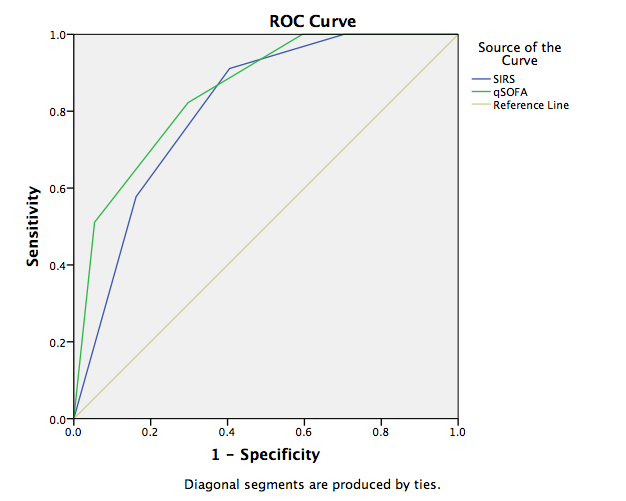 ROC Curve
Source of the
Curve
SIRS
qSOFA
Reference Line
Sensitivity
1.0
0.8
0.6
0.4
0.2
0.0
0.0 0.2 0.4 0.6 0.8 1.0
1 - Specificity
Diagonal segments are produced by ties.